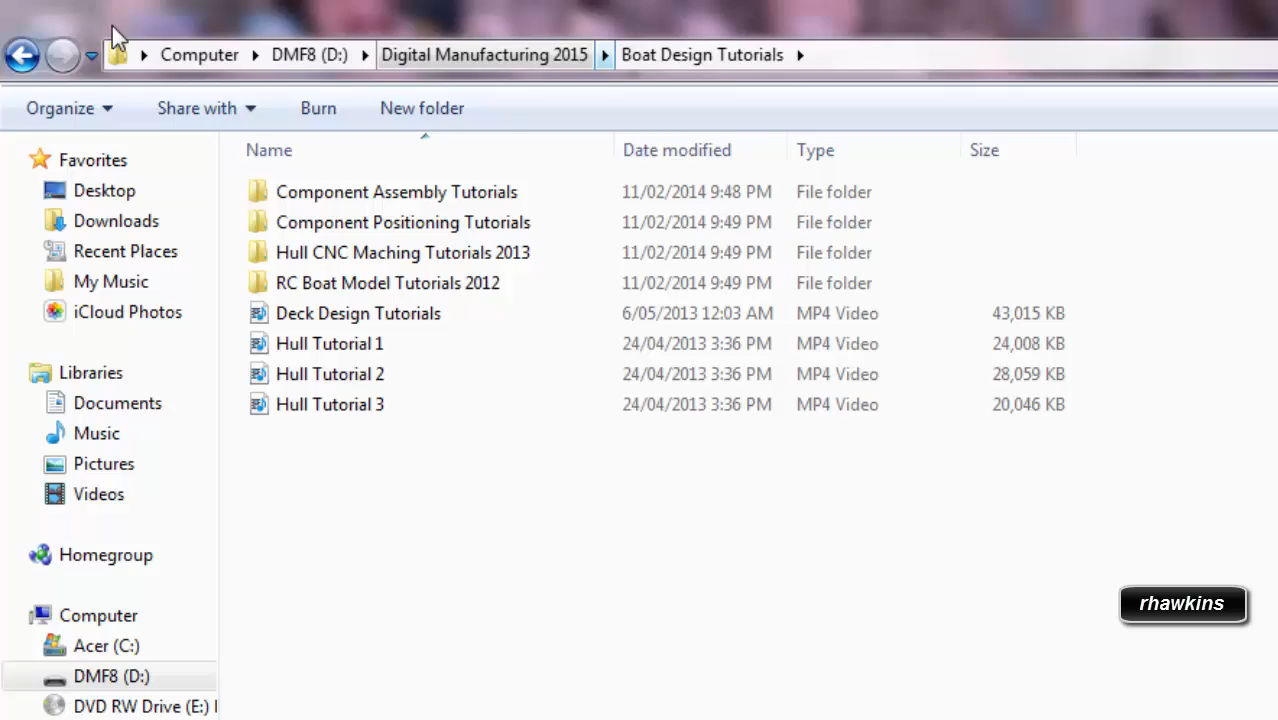 Computer DMF8 (D:) Digital Manufacturing 2015 Boat Design Tutorials
Organize Share with Burn New folder
Name Date modified Type Size
Favorites
Desktop
Downloads
Recent Places
My Music
iCloud Photos
Libraries
Documents
Music
Pictures
Videos
Homegroup
Computer
Acer (C:)
DMF8 (D:)
DVD RW Drive (E:)
Component Assembly Tutorials 11/02/2014 9:48 PM File folder
Component Positioning Tutorials 11/02/2014 9:49 PM File folder
Hull CNC Maching Tutorials 2013 11/02/2014 9:49 PM File folder
RC Boat Model Tutorials 2012 11/02/2014 9:49 PM File folder
Deck Design Tutorials 6/05/2013 12:03 AM MP4 Video 43,015 KB
Hull Tutorial 1 24/04/2013 3:36 PM MP4 Video 24,008 KB
Hull Tutorial 2 24/04/2013 3:36 PM MP4 Video 28,059 KB
Hull Tutorial 3 24/04/2013 3:36 PM MP4 Video 20,046 KB
rhawkins